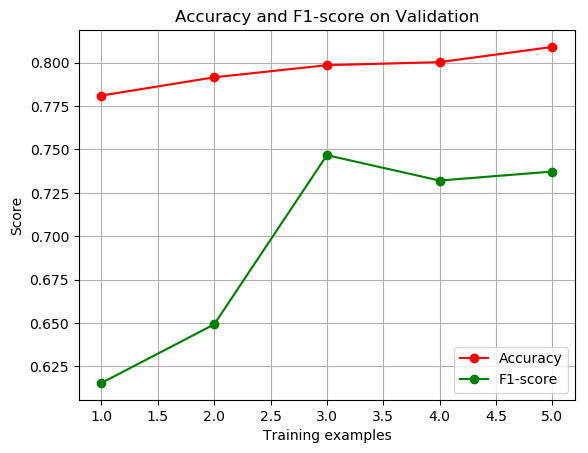 Accuracy and F1-score on Validation
0.800
0.775
0.750
0.725
0.700
0.675
0.650
0.625
Score
Accuracy
F1-score
1.0 1.5 2.0 2.5 3.0 3.5 4.0 4.5 5.0
Training examples